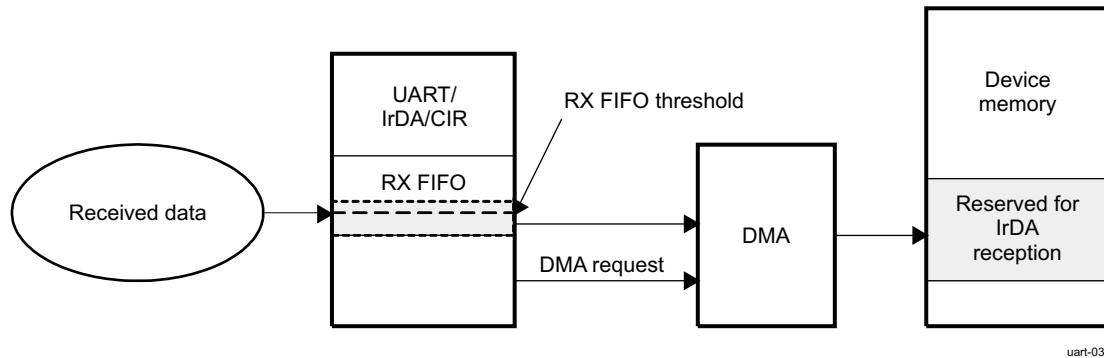 UART/
IrDA/CIR
RX FIFO threshold
Device
memory
RX FIFO
Received data
DMA
Reserved for
IrDA
reception
DMA request
uart-03